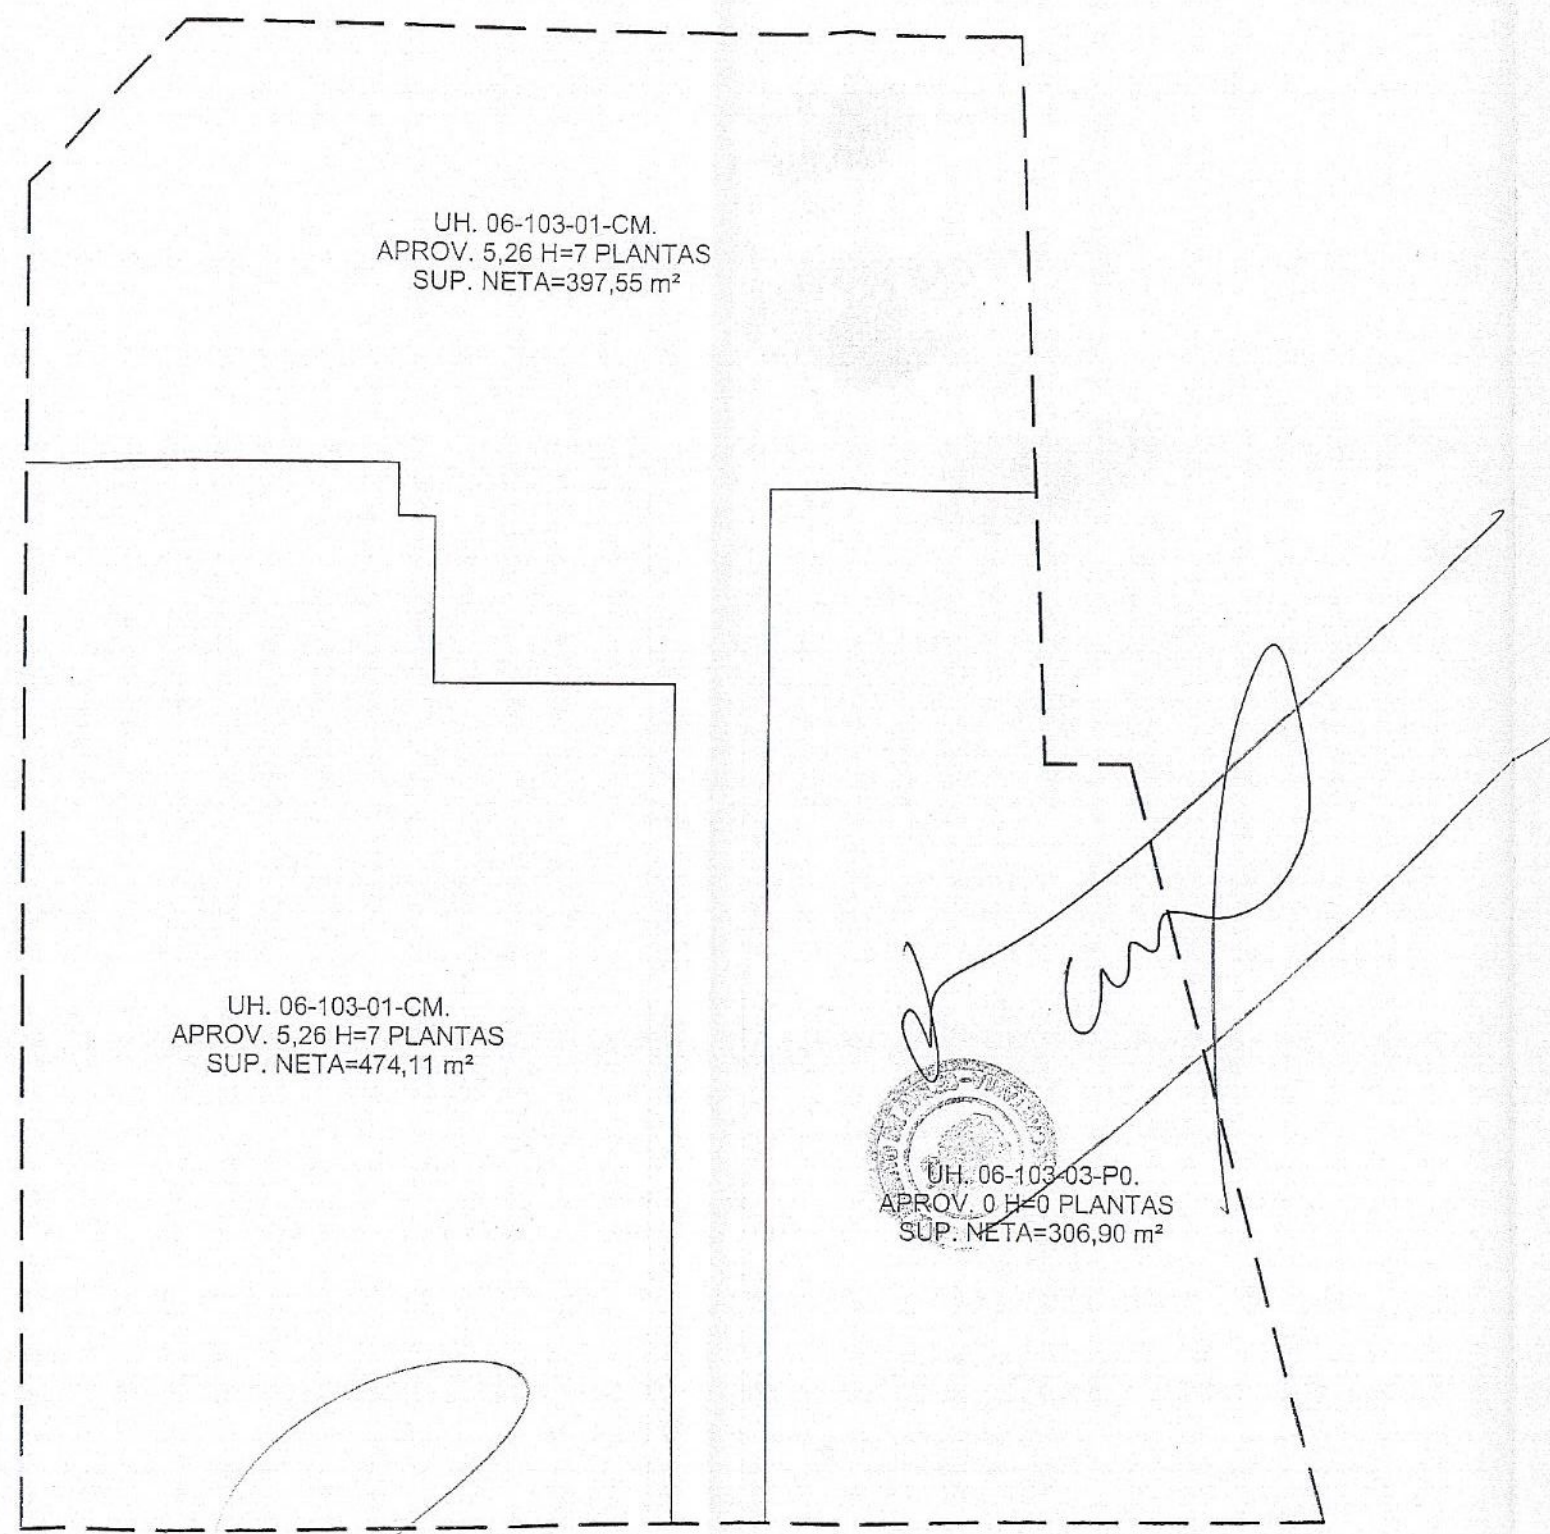 UH. 06-103-01-CM.
APROV. 5,26 H=7 PLANTAS
SUP. NETA=397,55 m²
UH. 06-103-01-CM.
APROV. 5,26 H=7 PLANTAS
SUP. NETA=474,11 m²
UH. 06-103-03-P0.
APROV. 0 H=0 PLANTAS
SUP. NETA=306,90 m²